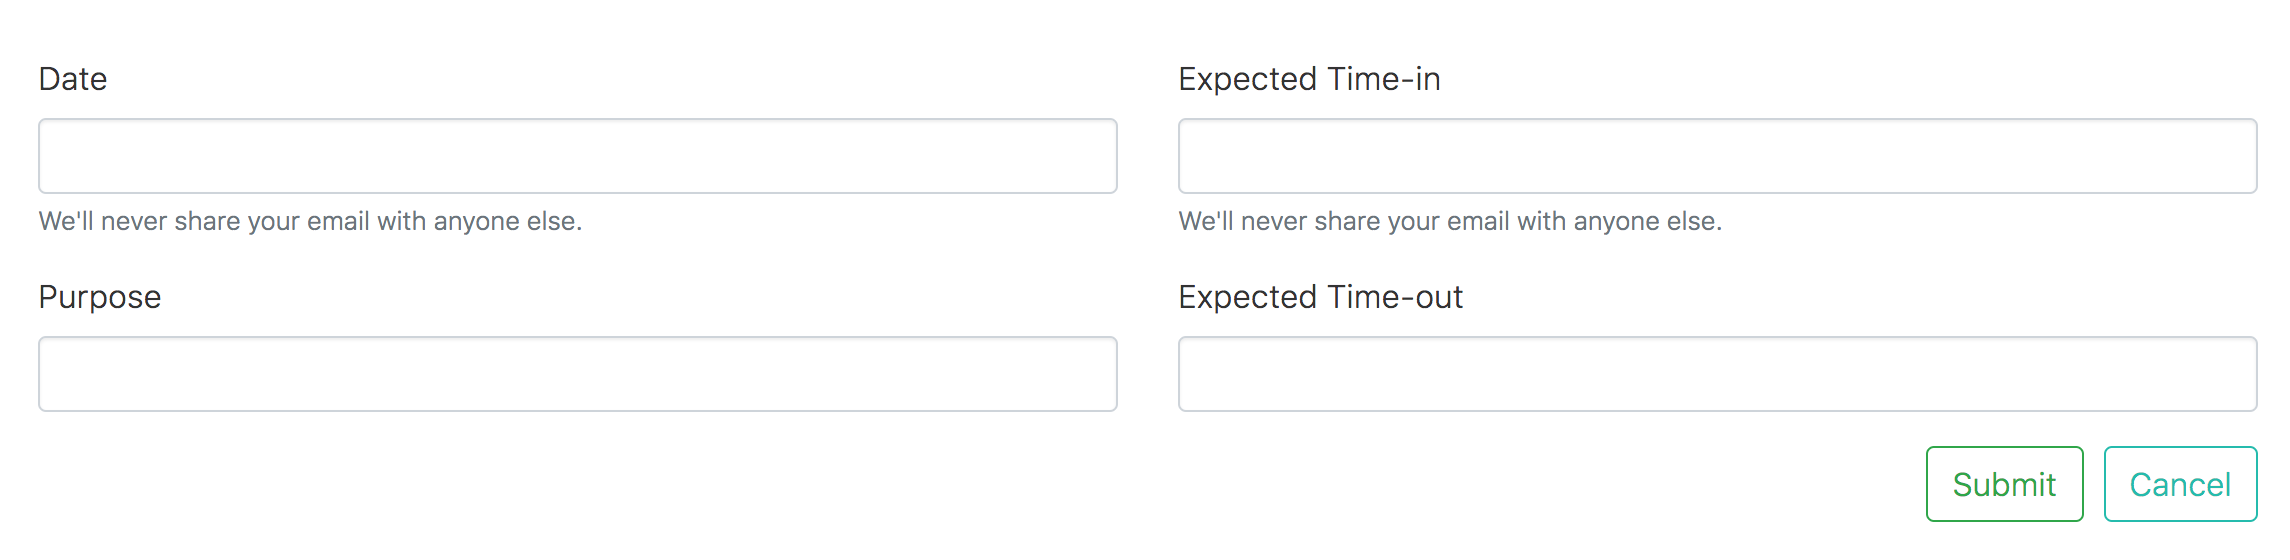 Date
Expected Time-in
We'll never share your email with anyone else.
We'll never share your email with anyone else.
Purpose
Expected Time-out
Submit
Cancel